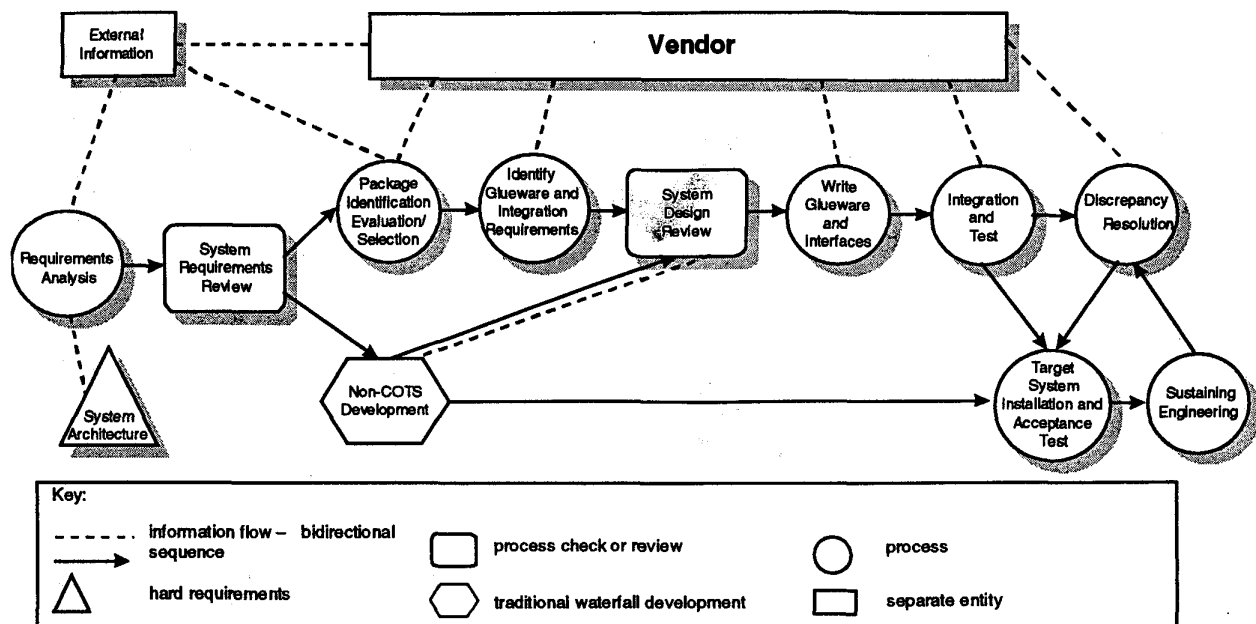 External
Information
Vendor
Requirements
Analysis
System
Requirements
Review
Package
Identification
Evaluation/
Selection
Identify
Glueware and
Integration
Requirements
System
Design
Review
Write
Glueware
and
Interfaces
Integration
and
Test
Discrepancy
Resolution
System
Architecture
Non-COTS
Development
Target
System
Installation and
Acceptance
Test
Sustaining
Engineering
Key:
information flow – bidirectional
sequence
hard requirements
process check or review
traditional waterfall development
process
separate entity